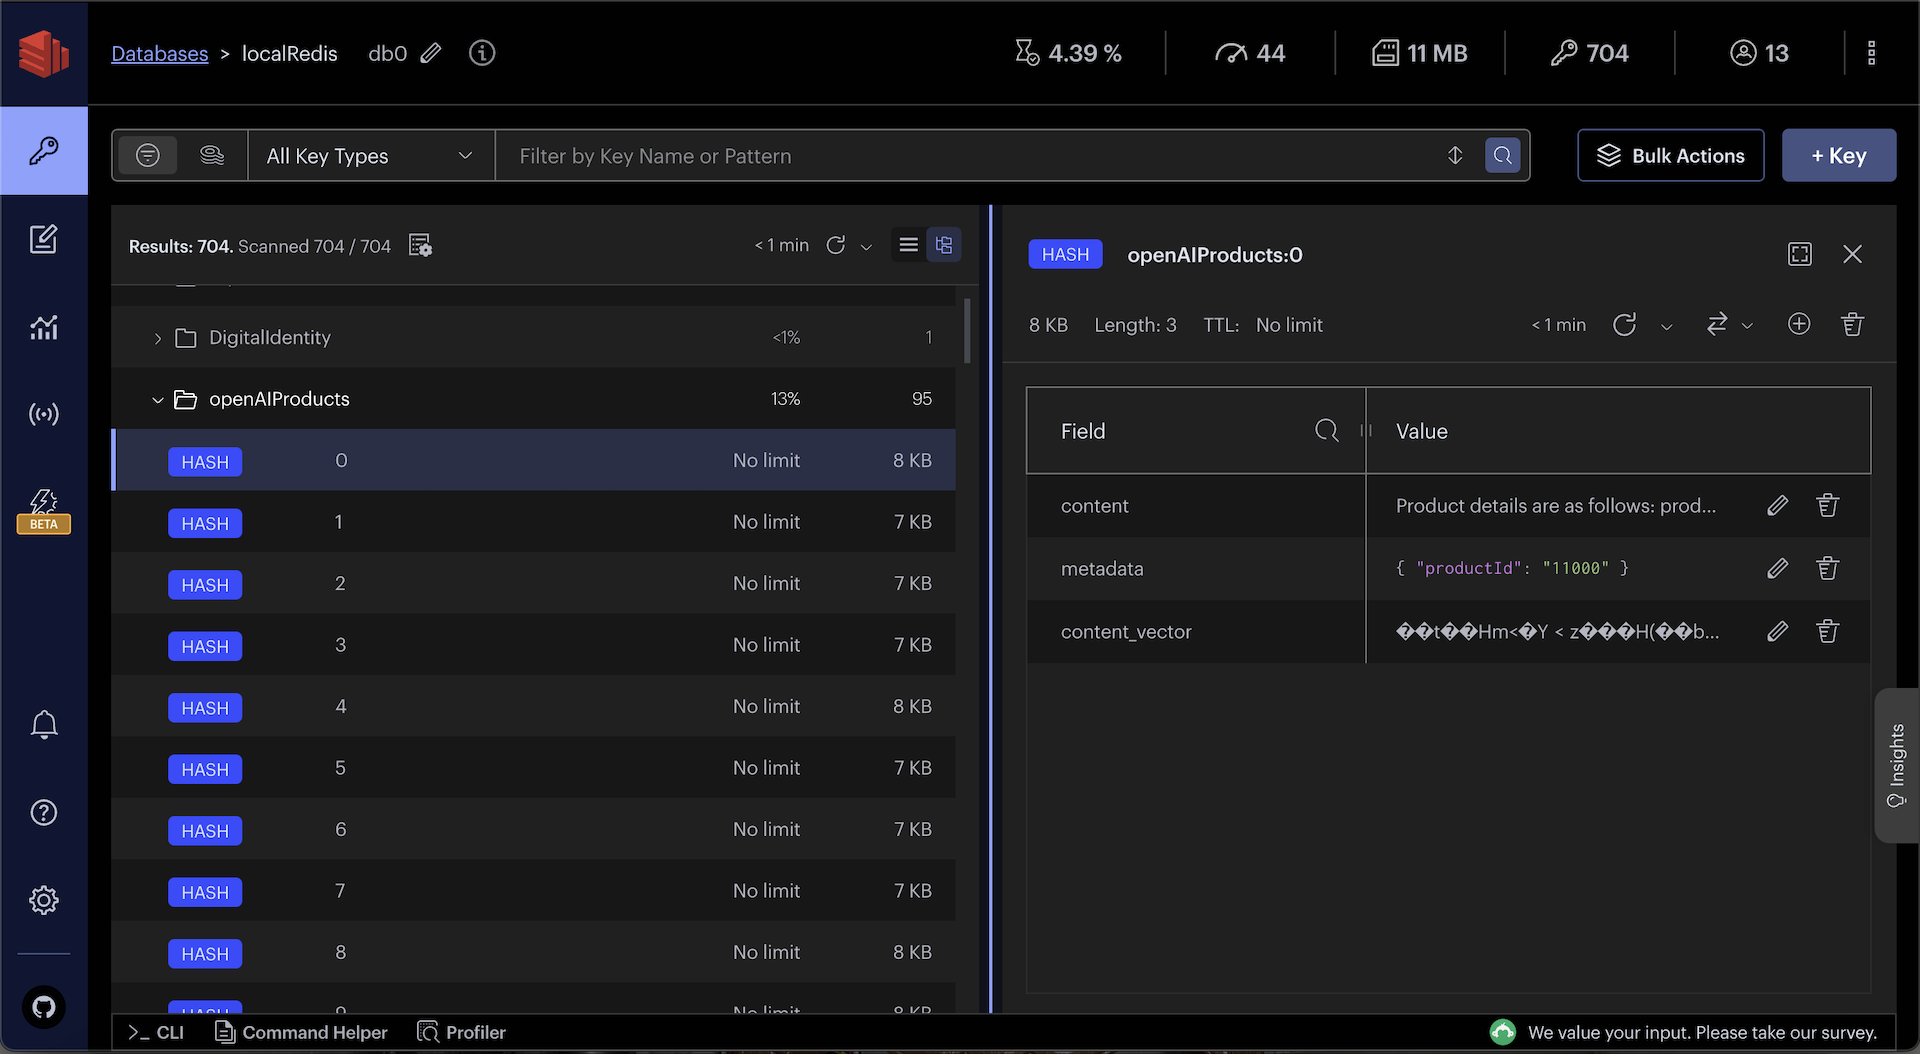 Databases > localRedis db0 4.39 % 44 11 MB 704 13
All Key Types Filter by Key Name or Pattern Bulk Actions + Key
Results: 704. Scanned 704 / 704 < 1 min
DigitalIdentity <1% 1
openAIProducts 13% 95
HASH 0 No limit 8 KB
HASH 1 No limit 7 KB
HASH 2 No limit 7 KB
HASH 3 No limit 7 KB
HASH 4 No limit 8 KB
HASH 5 No limit 7 KB
HASH 6 No limit 7 KB
HASH 7 No limit 7 KB
HASH 8 No limit 8 KB
HASH openAIProducts:0
8 KB Length: 3 TTL: No limit < 1 min
Field Value
content Product details are as follows: prod...
metadata { "productId": "11000" }
content_vector ��t��Hm<�Y < z���H(��b...
BETA
Insights
>_ CLI Command Helper Profiler We value your input. Please take our survey.